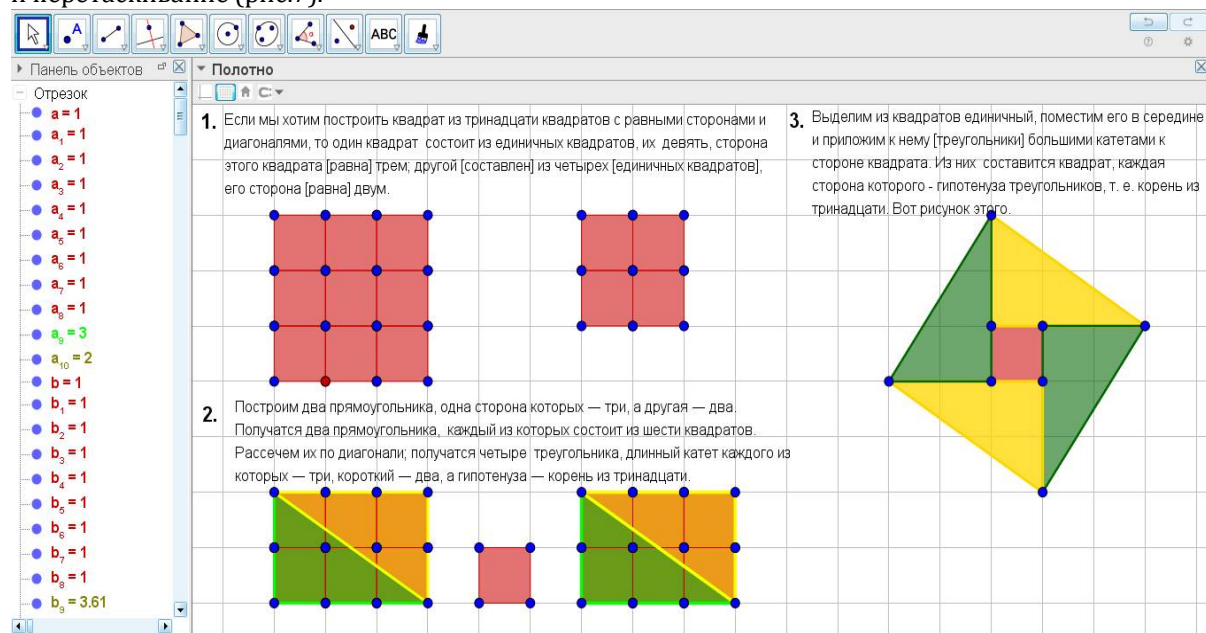 и перетаскивание (рис.7).
ABC
Панель объектов
Полотно
Отрезок
a = 1
a₁ = 1
a₂ = 1
a₃ = 1
a₄ = 1
a₅ = 1
a₆ = 1
a₇ = 1
a₈ = 1
a₉ = 3
a₁₀ = 2
b = 1
b₁ = 1
b₂ = 1
b₃ = 1
b₄ = 1
b₅ = 1
b₆ = 1
b₇ = 1
b₈ = 1
b₉ = 3.61
1. Если мы хотим построить квадрат из тринадцати квадратов с равными сторонами и
диагоналями, то один квадрат состоит из единичных квадратов, их девять, сторона
этого квадрата [равна] трем; другой [составлен] из четырех [единичных квадратов],
его сторона [равна] двум.
2. Построим два прямоугольника, одна сторона которых — три, а другая — два.
Получатся два прямоугольника, каждый из которых состоит из шести квадратов.
Рассечем их по диагонали; получатся четыре треугольника, длинный катет каждого из
которых — три, короткий — два, а гипотенуза — корень из тринадцати.
3. Выделим из квадратов единичный, поместим его в середине
и приложим к нему [треугольники] большими катетами к
стороне квадрата. Из них составится квадрат, каждая
сторона которого - гипотенуза треугольников, т. е. корень из
тринадцати. Вот рисунок этого.